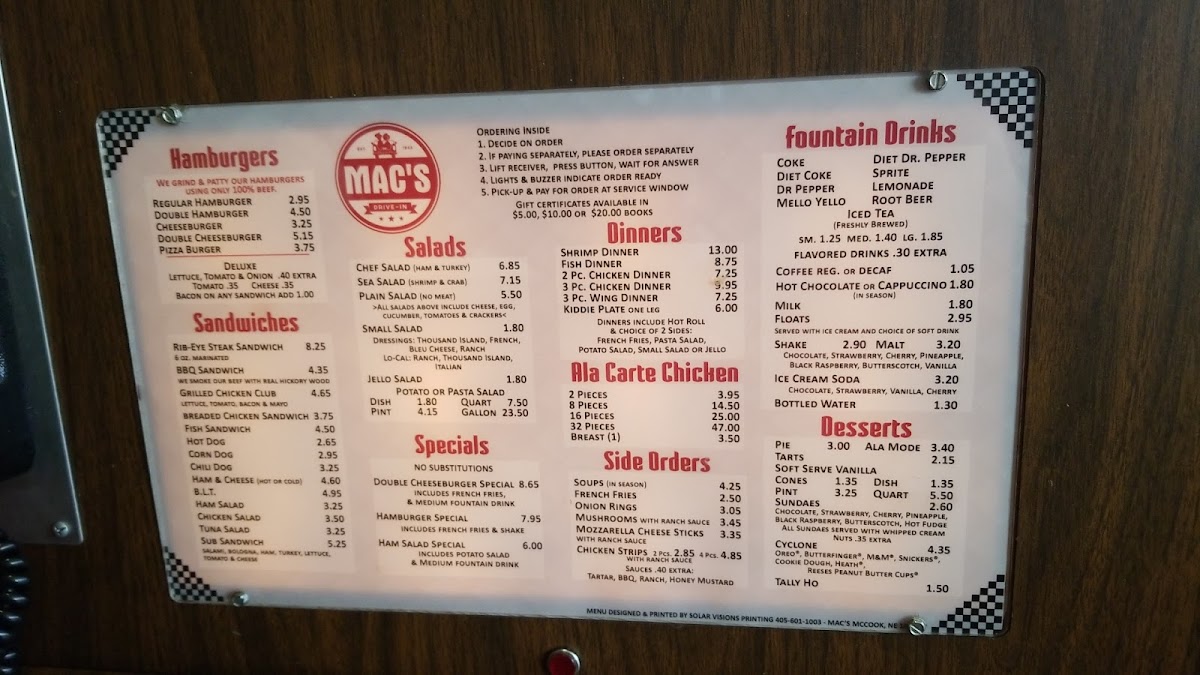 Hamburgers
We grind & patty our hamburgers
using only 100% beef.
Regular Hamburger 2.95
Double Hamburger 4.50
Cheeseburger 3.25
Double Cheeseburger 5.15
Pizza Burger 3.75
Deluxe
Lettuce, Tomato & Onion .40 extra
Tomato .35 Cheese .35
Bacon on any sandwich add 1.00
Sandwiches
Rib-Eye Steak Sandwich 8.25
6 oz. marinated
BBQ Sandwich 4.35
We smoke our beef with real hickory wood
Grilled Chicken Club 4.65
Lettuce, Tomato, Bacon & Mayo
Breaded Chicken Sandwich 3.75
Fish Sandwich 4.50
Hot Dog 2.65
Corn Dog 2.95
Chili Dog 3.25
Ham & Cheese (hot or cold) 4.60
B.L.T. 4.95
Ham Salad 3.25
Chicken Salad 3.50
Tuna Salad 3.25
Sub Sandwich 5.25
Salami, Bologna, Ham, Turkey, Lettuce,
Tomato & Cheese
MAC'S
DRIVE-IN
Ordering Inside
1. Decide on order
2. If paying separately, please order separately
3. Lift receiver, press button, wait for answer
4. Lights & buzzer indicate order ready
5. Pick-up & pay for order at service window
Gift certificates available in
$5.00, $10.00 or $20.00 books
Salads
Chef Salad (ham & turkey) 6.85
Sea Salad (shrimp & crab) 7.15
Plain Salad (no meat) 5.50
>All salads above include cheese, egg,
cucumber, tomatoes & crackers<
Small Salad 1.80
Dressings: Thousand Island, French,
Bleu Cheese, Ranch
Lo-Cal: Ranch, Thousand Island,
Italian
Jello Salad 1.80
Potato or Pasta Salad
Dish 1.80 Quart 7.50
Pint 4.15 Gallon 23.50
Specials
No Substitutions
Double Cheeseburger Special 8.65
includes french fries,
& medium fountain drink
Hamburger Special 7.95
includes french fries & shake
Ham Salad Special 6.00
includes potato salad
& Medium fountain drink
Dinners
Shrimp Dinner 13.00
Fish Dinner 8.75
2 Pc. Chicken Dinner 7.25
3 Pc. Chicken Dinner .95
3 Pc. Wing Dinner 7.25
Kiddie Plate one leg 6.00
Dinners include Hot Roll
& choice of 2 Sides:
French Fries, Pasta Salad,
Potato Salad, Small Salad or Jello
Ala Carte Chicken
2 Pieces 3.95
8 Pieces 14.50
16 Pieces 25.00
32 Pieces 47.00
Breast (1) 3.50
Side Orders
Soups (in season) 4.25
French Fries 2.50
Onion Rings 3.05
Mushrooms with ranch sauce 3.45
Mozzarella Cheese Sticks 3.35
with ranch sauce
Chicken Strips 2 Pcs. 2.85 4 Pcs. 4.85
with ranch sauce
Sauces .40 extra:
Tartar, BBQ, Ranch, Honey Mustard
Fountain Drinks
Coke Diet Dr. Pepper
Diet Coke Sprite
Dr Pepper Lemonade
Mello Yello Root Beer
Iced Tea
(Freshly Brewed)
sm. 1.25 med. 1.40 lg. 1.85
flavored drinks .30 extra
Coffee reg. or decaf 1.05
Hot Chocolate or Cappuccino 1.80
(in season)
Milk 1.80
Floats 2.95
Served with ice cream and choice of soft drink
Shake 2.90 Malt 3.20
Chocolate, Strawberry, Cherry, Pineapple,
Black Raspberry, Butterscotch, Vanilla
Ice Cream Soda 3.20
Chocolate, Strawberry, Vanilla, Cherry
Bottled Water 1.30
Desserts
Pie 3.00 Ala Mode 3.40
Tarts 2.15
Soft Serve Vanilla
Cones 1.35 Dish 1.35
Pint 3.25 Quart 5.50
Sundaes 2.60
Chocolate, Strawberry, Cherry, Pineapple,
Black Raspberry, Butterscotch, Hot Fudge
All Sundaes served with whipped cream
Nuts .35 extra
Cyclone 4.35
Oreo®, Butterfinger®, M&M®, Snickers®,
Cookie Dough, Heath®,
Reeses Peanut Butter Cups®
Tally Ho 1.50
Menu designed & printed by Solar Visions Printing 405-601-1003 - Mac's McCook, NE